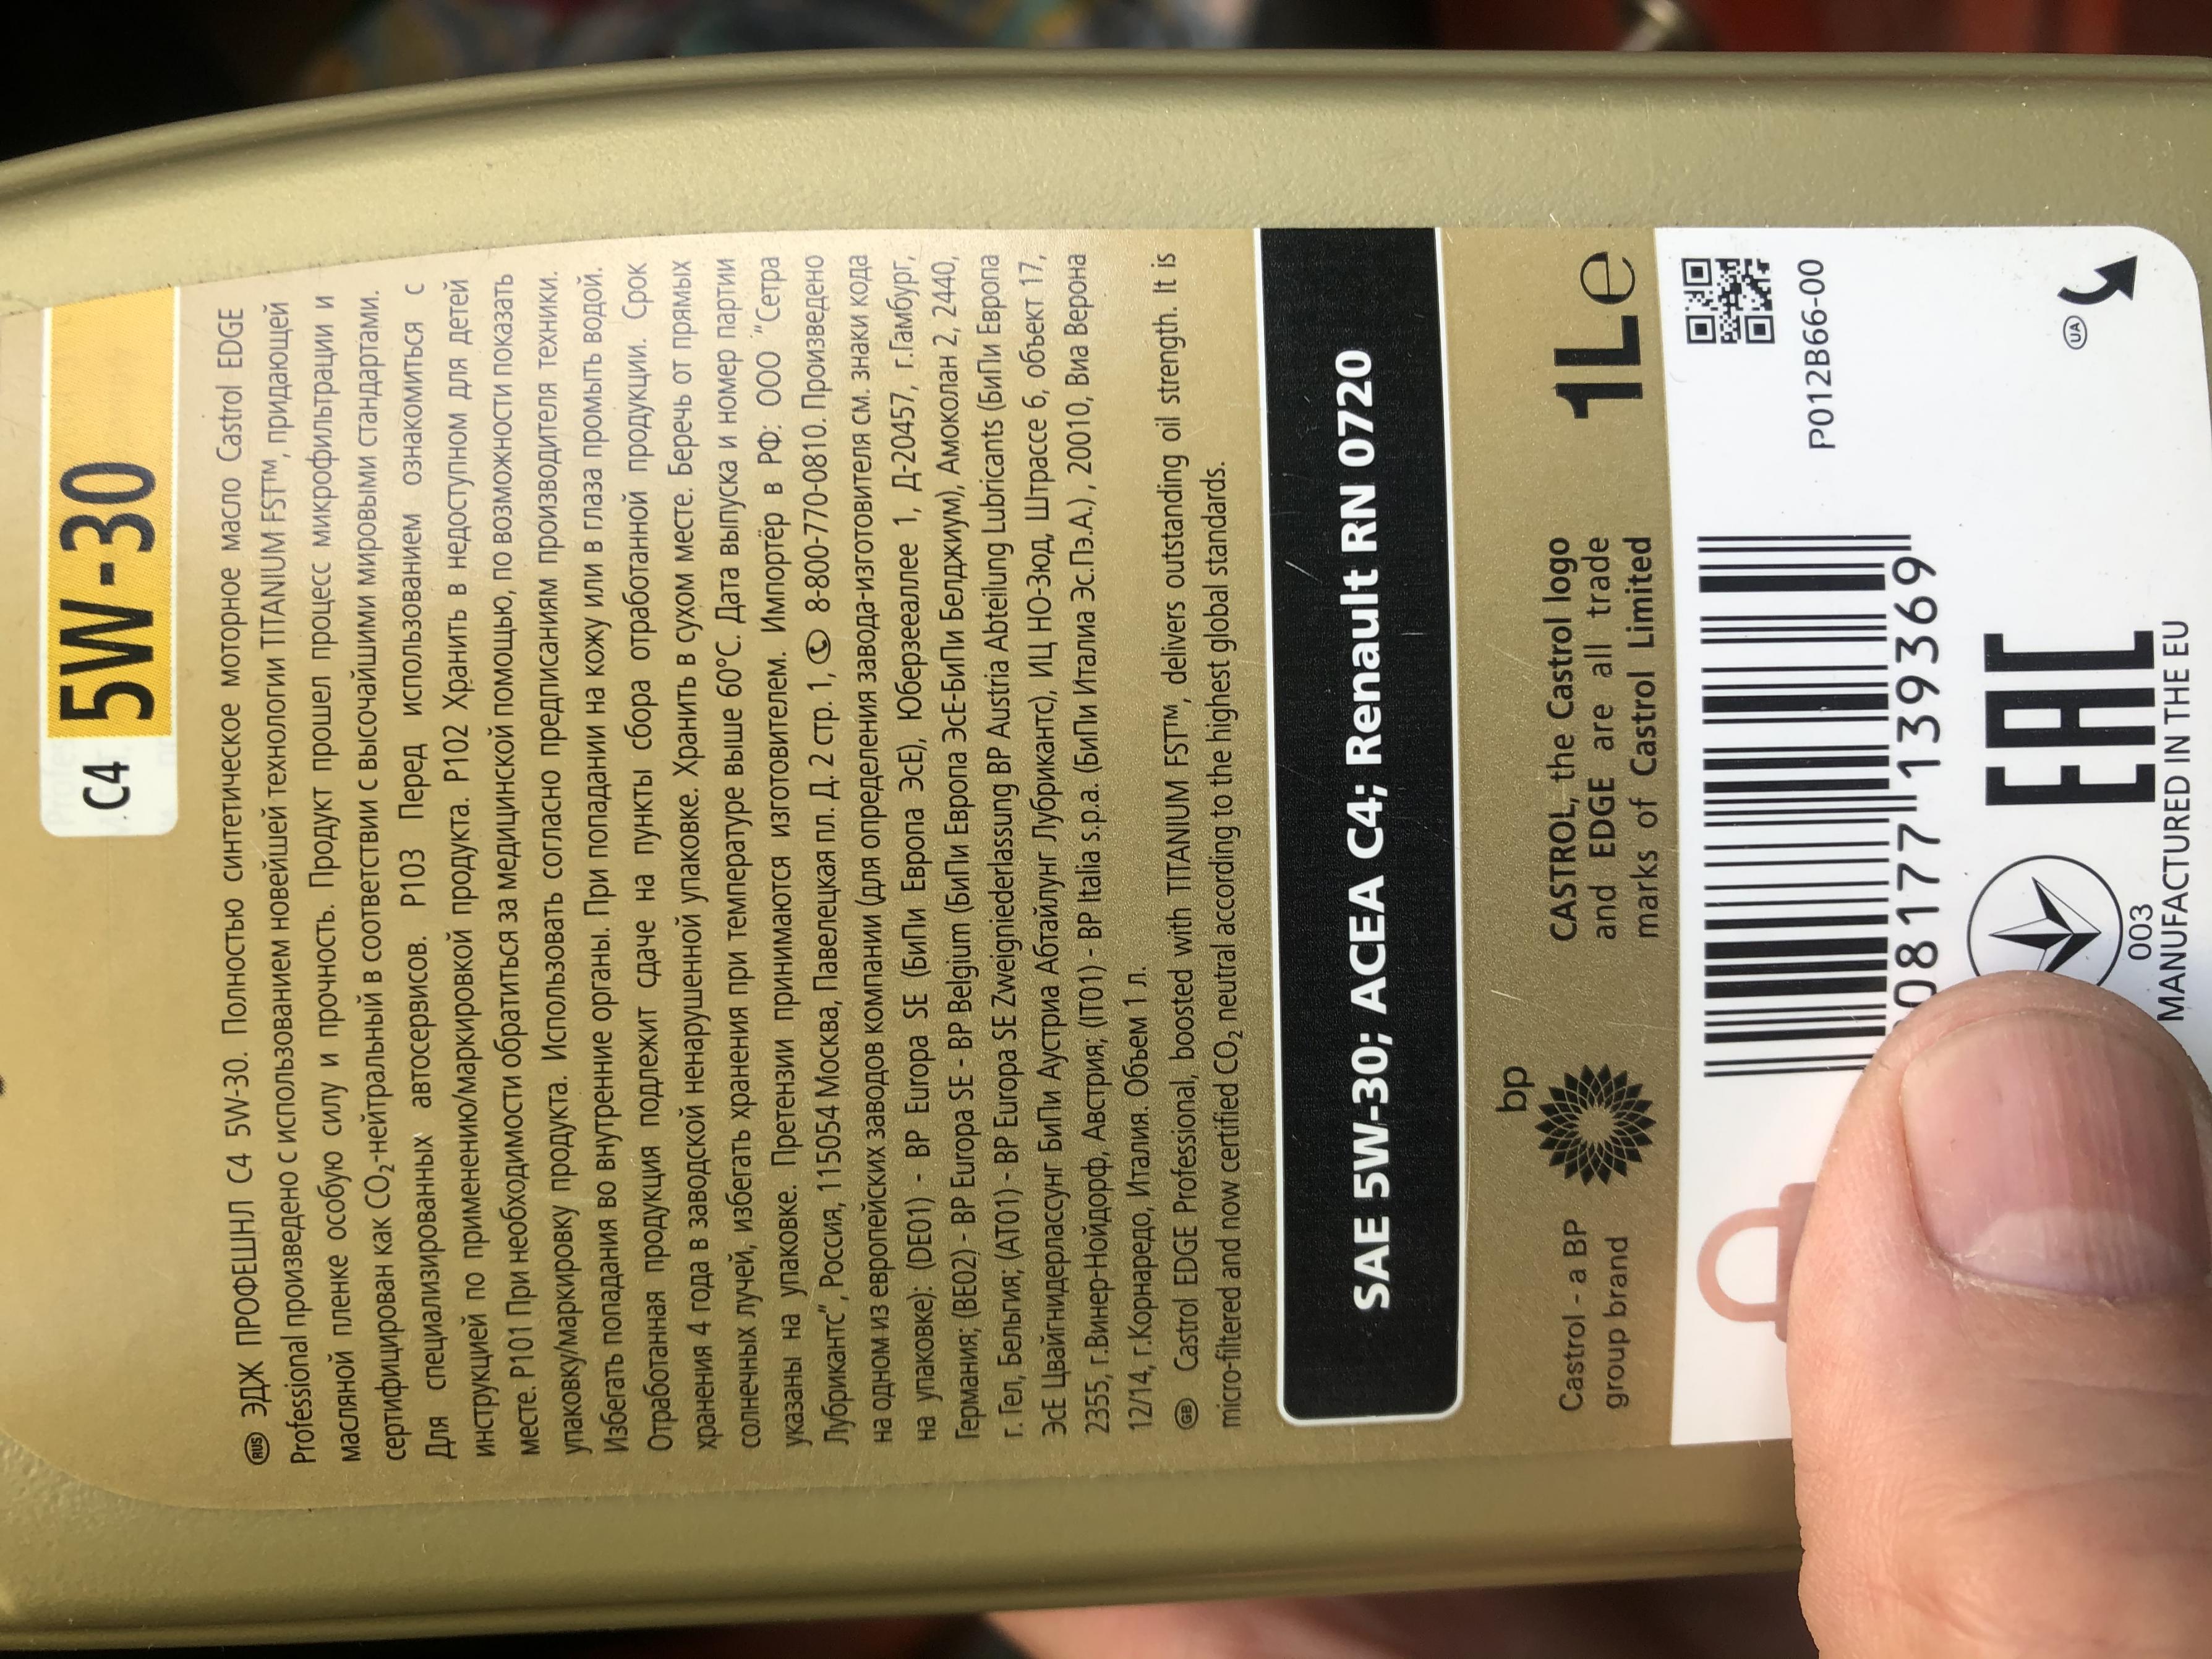 C4 5W-30
RUS ЭДЖ ПРОФЕШНЛ C4 5W-30. Полностью синтетическое моторное масло Castrol EDGE
Professional произведено с использованием новейшей технологии TITANIUM FST™, придающей
масляной пленке особую силу и прочность. Продукт прошел процесс микрофильтрации и
сертифицирован как CO₂-нейтральный в соответствии с высочайшими мировыми стандартами.
Для специализированных автосервисов. P103 Перед использованием ознакомиться с
инструкцией по применению/маркировкой продукта. P102 Хранить в недоступном для детей
месте. P101 При необходимости обратиться за медицинской помощью, по возможности показать
упаковку/маркировку продукта. Использовать согласно предписаниям производителя техники.
Избегать попадания во внутренние органы. При попадании на кожу или в глаза промыть водой.
Отработанная продукция подлежит сдаче на пункты сбора отработанной продукции. Срок
хранения 4 года в заводской ненарушенной упаковке. Хранить в сухом месте. Беречь от прямых
солнечных лучей, избегать хранения при температуре выше 60°C. Дата выпуска и номер партии
указаны на упаковке. Претензии принимаются изготовителем. Импортёр в РФ: ООО "Сетра
Лубрикантс", Россия, 115054 Москва, Павелецкая пл. Д. 2 стр. 1, 8-800-770-0810. Произведено
на одном из европейских заводов компании (для определения завода-изготовителя см. знаки кода
на упаковке): (DE01) - BP Europa SE (БиПи Европа ЭсЕ), Юберзееаллее 1, Д-20457, г.Гамбург,
Германия; (BE02) - BP Europa SE - BP Belgium (БиПи Европа ЭсЕ-БиПи Белджиум), Амоколан 2, 2440,
г. Гел, Бельгия; (AT01) - BP Europa SE Zweigniederlassung BP Austria Abteilung Lubricants (БиПи Европа
ЭсЕ Цвайгнидерлассунг БиПи Аустриа Абтайлунг Лубрикантс), ИЦ НО-Зюд, Штрассе 6, объект 17,
2355, г.Винер-Нойдорф, Австрия; (IT01) - BP Italia s.p.a. (БиПи Италиа Эс.Пэ.А.), 20010, Виа Верона
12/14, г.Корнаредо, Италия. Объем 1 л.
GB Castrol EDGE Professional, boosted with TITANIUM FST™, delivers outstanding oil strength. It is
micro-filtered and now certified CO₂ neutral according to the highest global standards.
SAE 5W-30; ACEA C4; Renault RN 0720
Castrol - a BP
group brand
bp
CASTROL, the Castrol logo
and EDGE are all trade
marks of Castrol Limited
1L e
P012B66-00
08177 139369
UA
003
EAC
MANUFACTURED IN THE EU